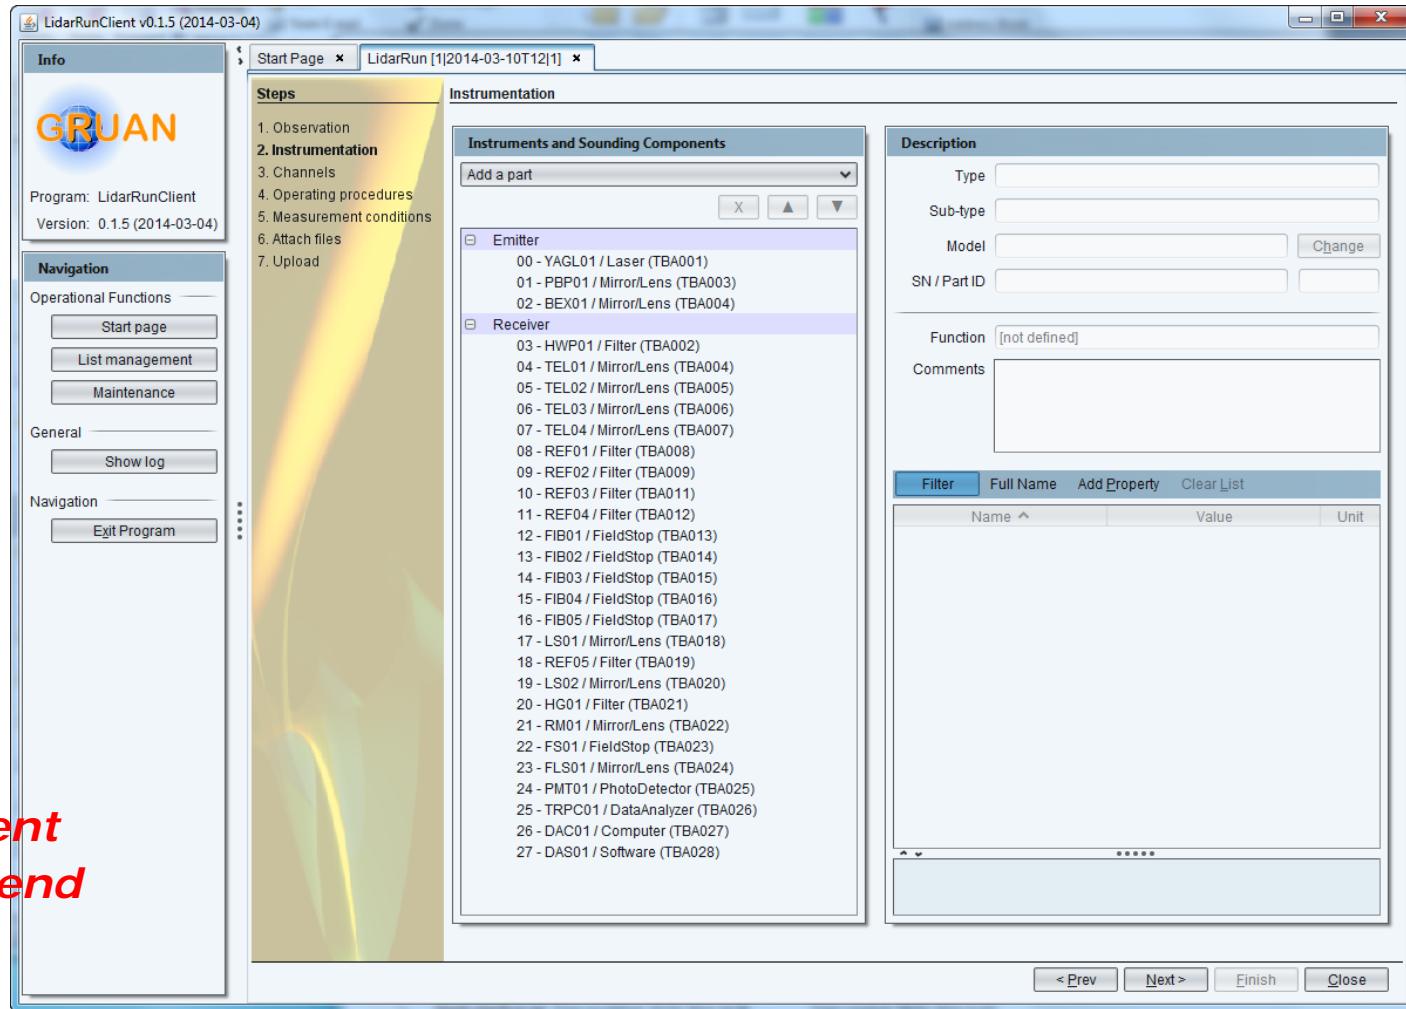 LidarRunClient v0.1.5 (2014-03-04)
Info
GRUAN
Program: LidarRunClient
Version: 0.1.5 (2014-03-04)
Navigation
Operational Functions
Start page
List management
Maintenance
General
Show log
Navigation
Exit Program
Start Page
LidarRun [1|2014-03-10T12|1]
Steps
1. Observation
2. Instrumentation
3. Channels
4. Operating procedures
5. Measurement conditions
6. Attach files
7. Upload
Instrumentation
Instruments and Sounding Components
Add a part
X
Emitter
00 - YAGL01 / Laser (TBA001)
01 - PBP01 / Mirror/Lens (TBA003)
02 - BEX01 / Mirror/Lens (TBA004)
Receiver
03 - HWP01 / Filter (TBA002)
04 - TEL01 / Mirror/Lens (TBA004)
05 - TEL02 / Mirror/Lens (TBA005)
06 - TEL03 / Mirror/Lens (TBA006)
07 - TEL04 / Mirror/Lens (TBA007)
08 - REF01 / Filter (TBA008)
09 - REF02 / Filter (TBA009)
10 - REF03 / Filter (TBA011)
11 - REF04 / Filter (TBA012)
12 - FIB01 / FieldStop (TBA013)
13 - FIB02 / FieldStop (TBA014)
14 - FIB03 / FieldStop (TBA015)
15 - FIB04 / FieldStop (TBA016)
16 - FIB05 / FieldStop (TBA017)
17 - LS01 / Mirror/Lens (TBA018)
18 - REF05 / Filter (TBA019)
19 - LS02 / Mirror/Lens (TBA020)
20 - HG01 / Filter (TBA021)
21 - RM01 / Mirror/Lens (TBA022)
22 - FS01 / FieldStop (TBA023)
23 - FLS01 / Mirror/Lens (TBA024)
24 - PMT01 / PhotoDetector (TBA025)
25 - TRPC01 / DataAnalyzer (TBA026)
26 - DAC01 / Computer (TBA027)
27 - DAS01 / Software (TBA028)
Description
Type
Sub-type
Model
Change
SN / Part ID
Function [not defined]
Comments
Filter Full Name Add Property Clear List
Name Value Unit
< Prev Next > Finish Close
ent
end